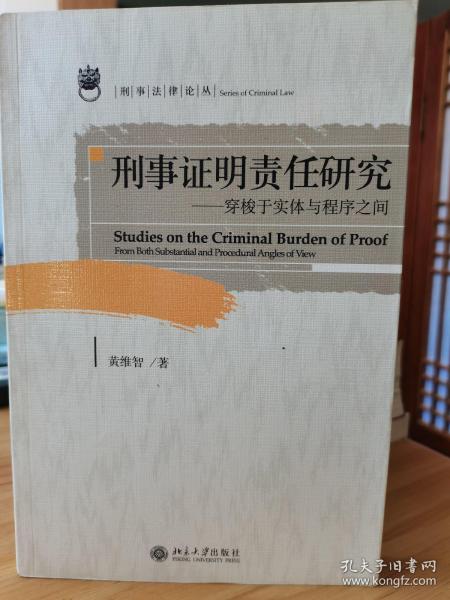 刑事法律论丛 Series of Criminal Law
刑事证明责任研究
——穿梭于实体与程序之间
Studies on the Criminal Burden of Proof
From Both Substantial and Procedural Angles of View
黄维智 / 著
北京大学出版社
PEKING UNIVERSITY PRESS
孔夫子旧书网
www.kongfz.com